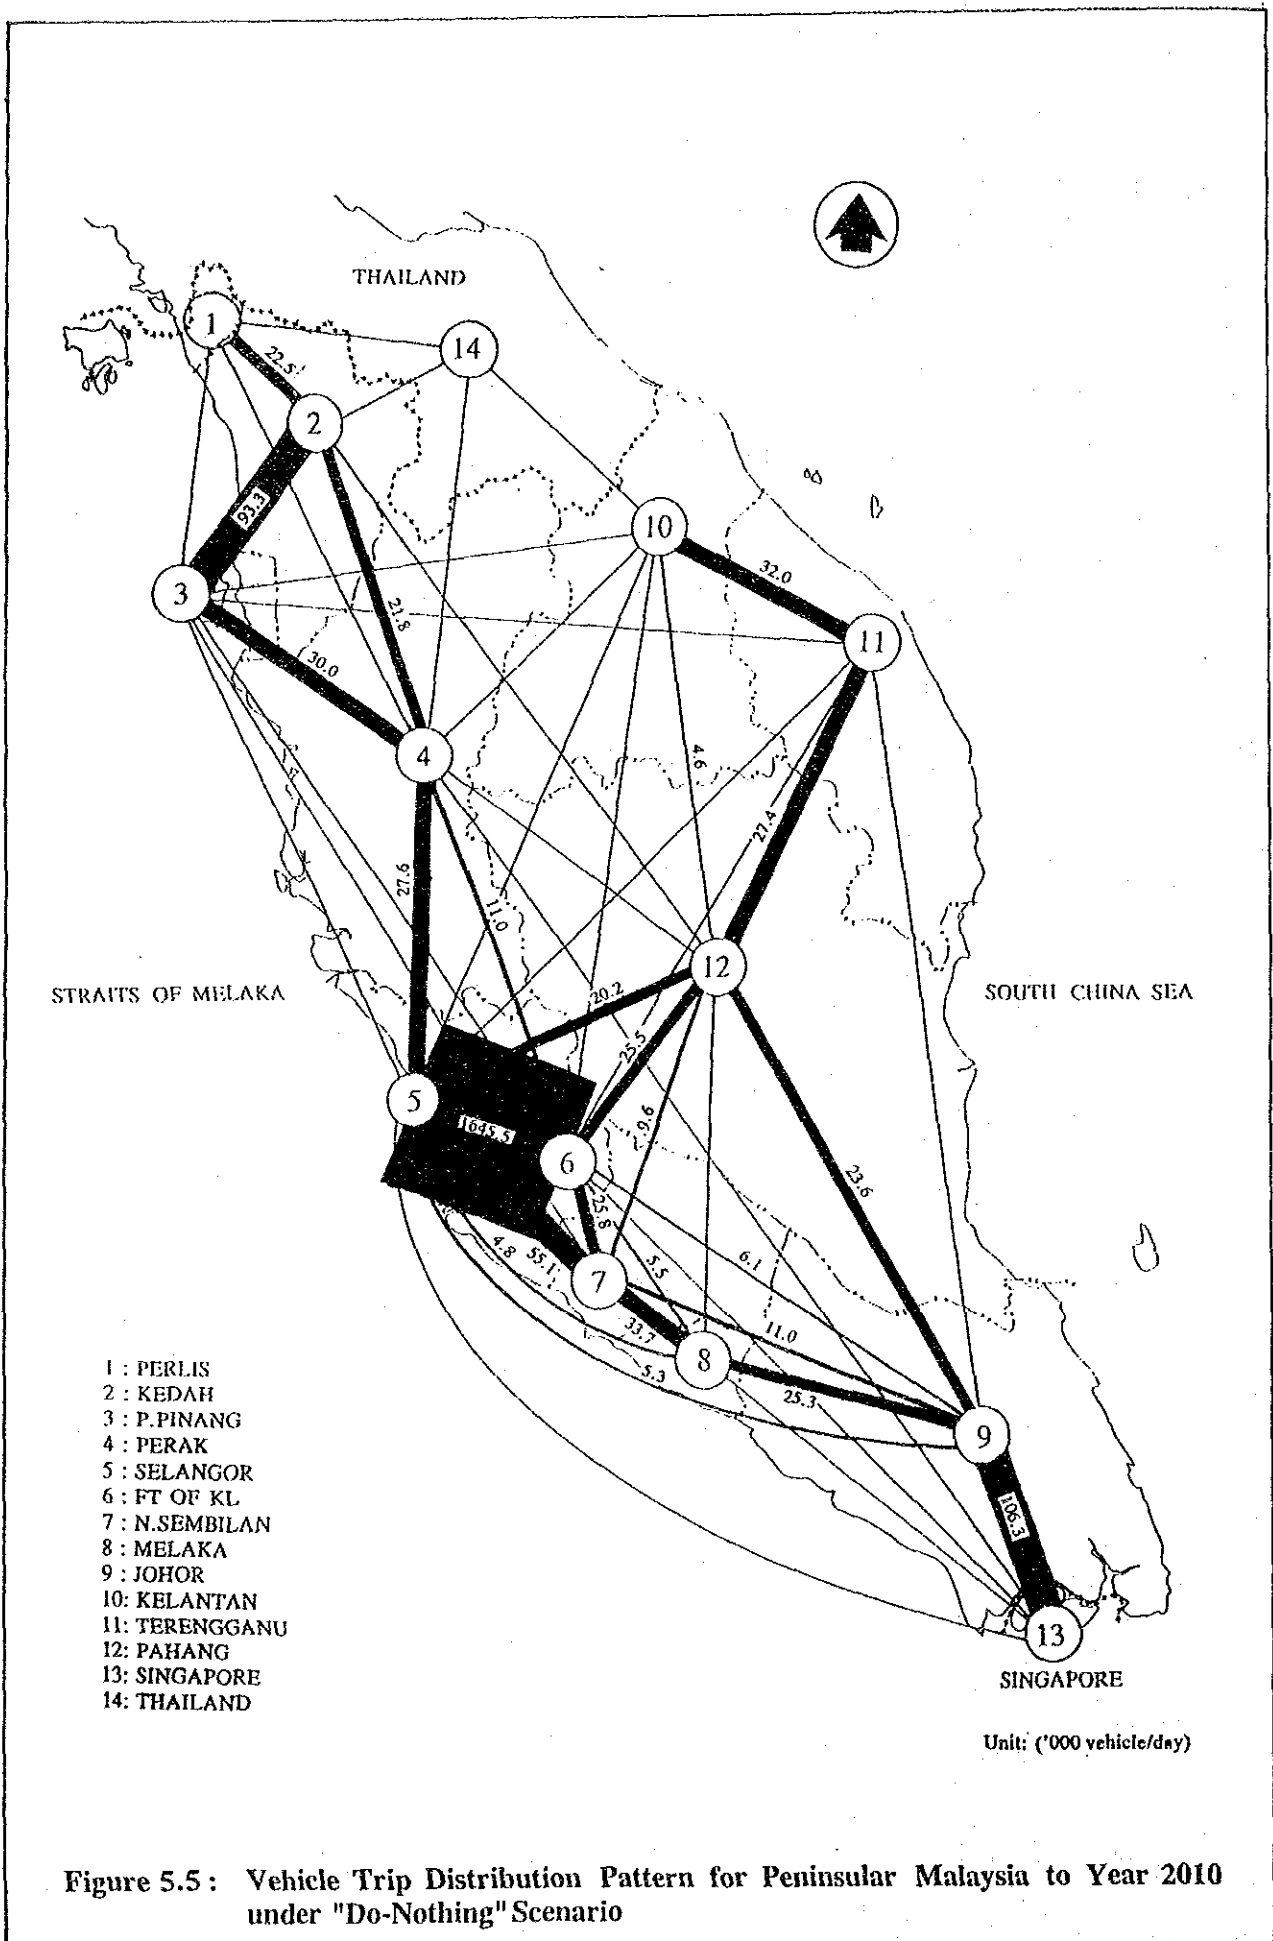 THAILAND
1
14
22.5
2
93.3
10
3
32.0
21.8
11
30.0
4
4.6
27.4
27.6
11.0
12
STRAITS OF MELAKA
20.2
SOUTH CHINA SEA
25.5
5
1645.5
9.6
6
23.6
25.8
4.8
55.1
5.5
6.1
7
33.7
11.0
8
5.3
25.3
9
106.3
13
SINGAPORE
1 : PERLIS
2 : KEDAH
3 : P.PINANG
4 : PERAK
5 : SELANGOR
6 : FT OF KL
7 : N.SEMBILAN
8 : MELAKA
9 : JOHOR
10: KELANTAN
11: TERENGGANU
12: PAHANG
13: SINGAPORE
14: THAILAND
Unit: ('000 vehicle/day)
Figure 5.5 : Vehicle Trip Distribution Pattern for Peninsular Malaysia to Year 2010
under "Do-Nothing" Scenario